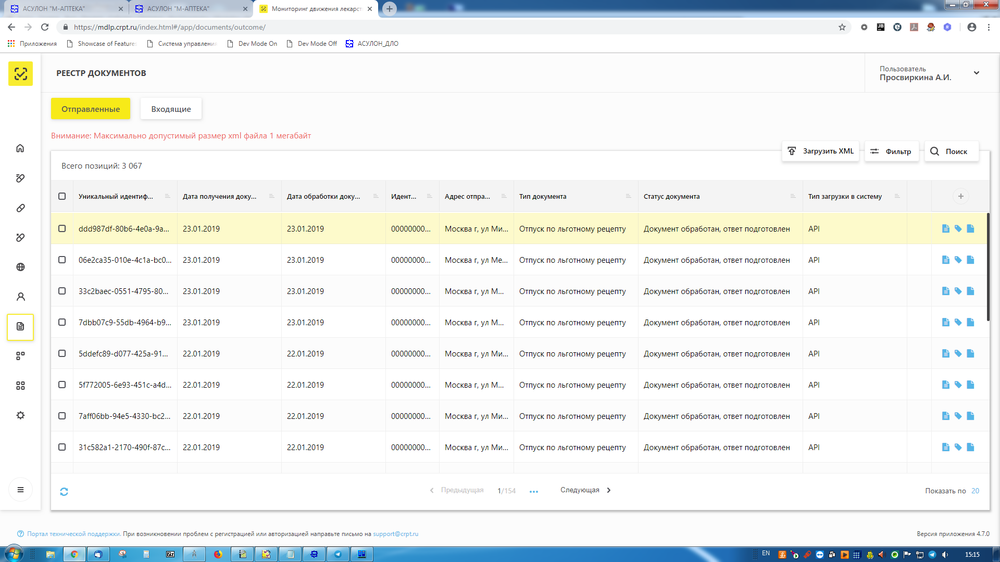 АСУЛОН "М-АПТЕКА"
АСУЛОН "М-АПТЕКА"
Мониторинг движения лекарст
https://mdlp.crpt.ru/index.html#/app/documents/outcome/
Приложения
Showcase of Features
Система управления
Dev Mode On
Dev Mode Off
АСУЛОН_ДЛО
РЕЕСТР ДОКУМЕНТОВ
Пользователь
Просвиркина А.И.
Отправленные
Входящие
Внимание: Максимально допустимый размер xml файла 1 мегабайт
Загрузить XML
Фильтр
Поиск
Всего позиций: 3 067
Уникальный идентиф... Дата получения доку... Дата обработки доку... Идент... Адрес отпра... Тип документа Статус документа Тип загрузки в систему
ddd987df-80b6-4e0a-9a... 23.01.2019 23.01.2019 00000000... Москва г, ул Ми... Отпуск по льготному рецепту Документ обработан, ответ подготовлен API
06e2ca35-010e-4c1a-bc0... 23.01.2019 23.01.2019 00000000... Москва г, ул Ме... Отпуск по льготному рецепту Документ обработан, ответ подготовлен API
33c2baec-0551-4795-80... 23.01.2019 23.01.2019 00000000... Москва г, ул М... Отпуск по льготному рецепту Документ обработан, ответ подготовлен API
7dbb07c9-55db-4964-b9... 23.01.2019 23.01.2019 00000000... Москва г, ул М... Отпуск по льготному рецепту Документ обработан, ответ подготовлен API
5ddefc89-d077-425a-91... 22.01.2019 22.01.2019 00000000... Москва г, ул Ми... Отпуск по льготному рецепту Документ обработан, ответ подготовлен API
5f772005-6e93-451c-a4d... 22.01.2019 22.01.2019 00000000... Москва г, ул М... Отпуск по льготному рецепту Документ обработан, ответ подготовлен API
7aff06bb-94e5-4330-bc2... 22.01.2019 22.01.2019 00000000... Москва г, ул Ми... Отпуск по льготному рецепту Документ обработан, ответ подготовлен API
31c582a1-2170-490f-87c... 22.01.2019 22.01.2019 00000000... Москва г, ул Ми... Отпуск по льготному рецепту Документ обработан, ответ подготовлен API
Предыдущая 1/154 ••• Следующая
Показать по 20
Портал технической поддержки. При возникновении проблем с регистрацией или авторизацией направьте письмо на support@crpt.ru
Версия приложения 4.7.0
EN
15:15